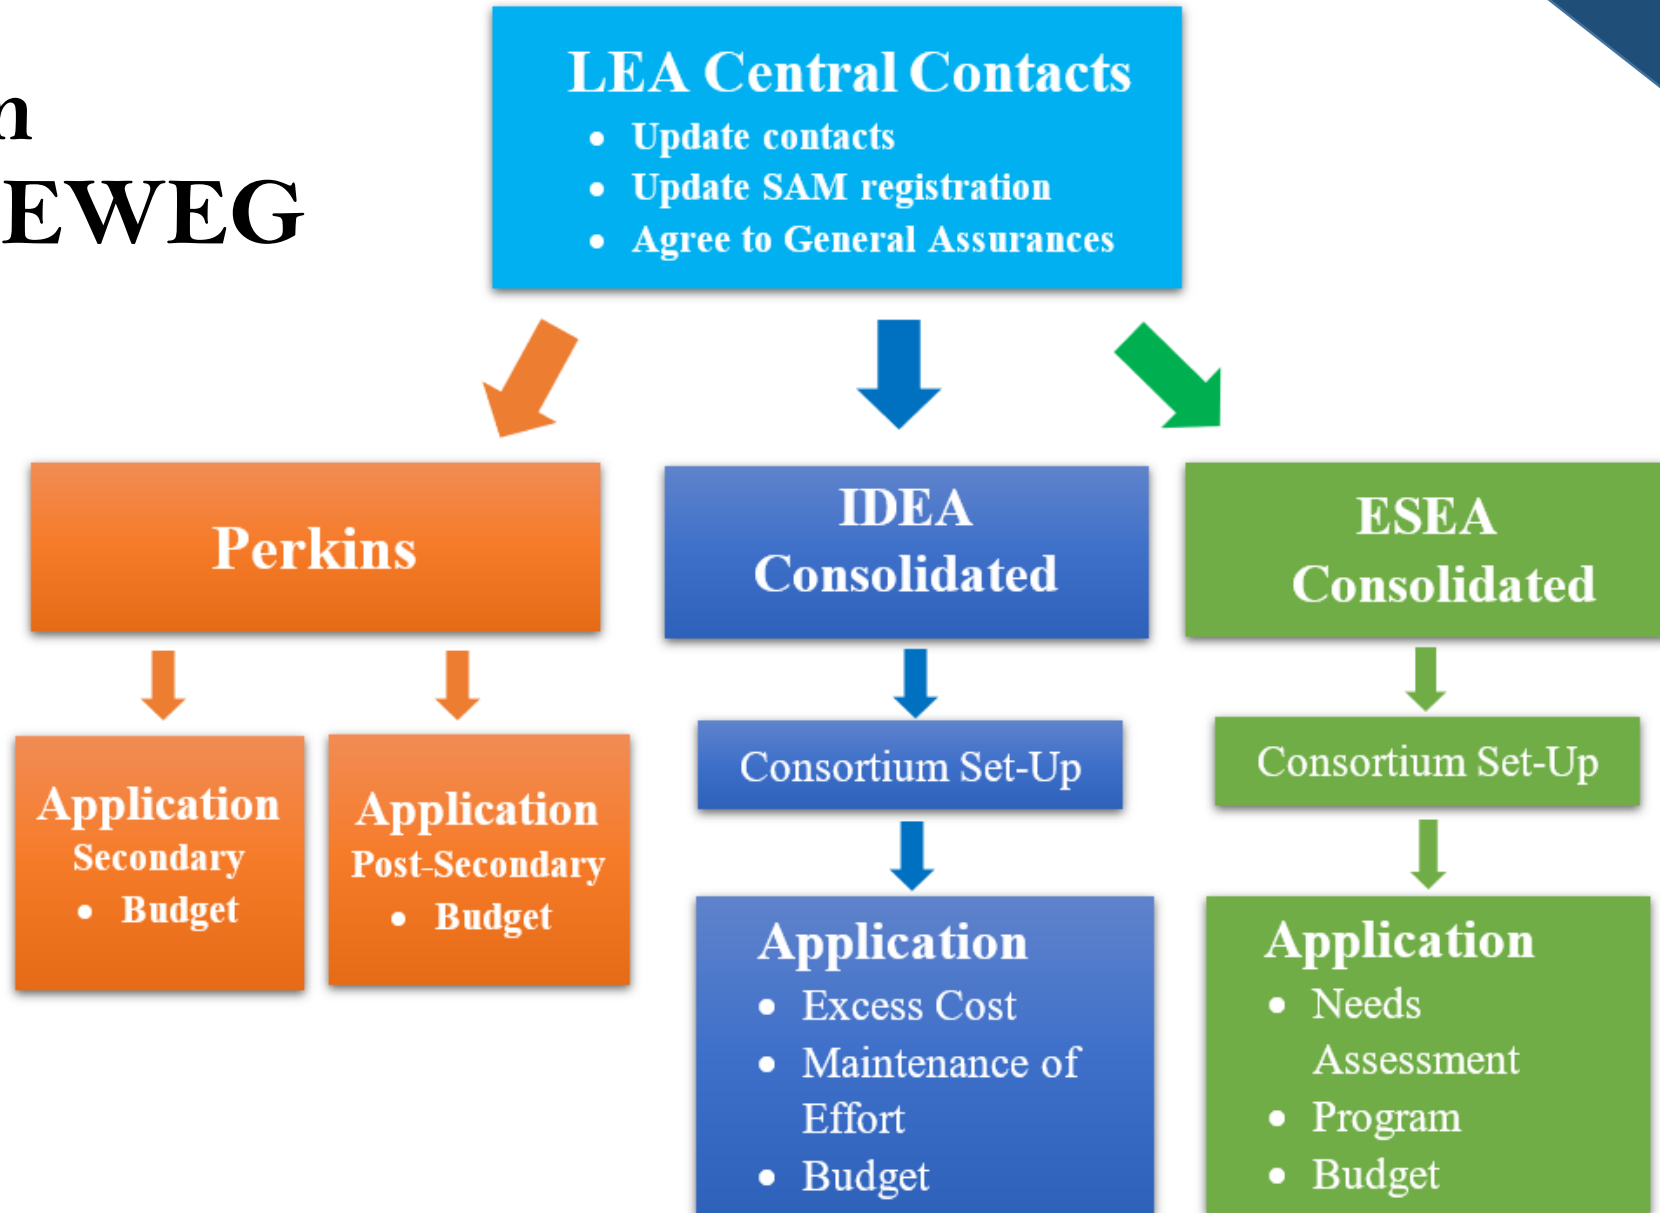 EWEG
LEA Central Contacts
• Update contacts
• Update SAM registration
• Agree to General Assurances
Perkins
IDEA
Consolidated
ESEA
Consolidated
Application
Secondary
• Budget
Application
Post-Secondary
• Budget
Consortium Set-Up
Consortium Set-Up
Application
• Excess Cost
• Maintenance of
Effort
• Budget
Application
• Needs
Assessment
• Program
• Budget